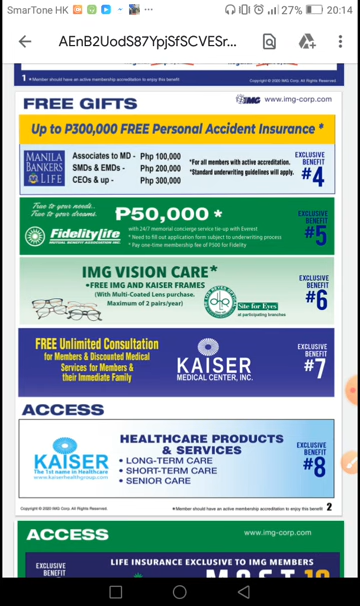 SmarTone HK
27% 20:14
AEnB2UodS87YpjSfSCVESr...
1 * Member should have an active membership accreditation to enjoy this benefit
Copyright © 2020 IMG Corp. All Rights Reserved.
FREE GIFTS
IMG www.img-corp.com
Up to P300,000 FREE Personal Accident Insurance *
MANILA
BANKERS
LIFE
Associates to MD - Php 100,000
SMDs & EMDs - Php 200,000
CEOs & up - Php 300,000
*For all members with active accreditation.
*Standard underwriting guidelines will apply.
EXCLUSIVE
BENEFIT
#4
True to your needs..
True to your dreams.
Fidelitylife
MUTUAL BENEFIT ASSOCIATION INC.
₱50,000 *
with 24/7 memorial concierge service tie-up with Everest
* Need to fill out application form subject to underwriting process
* Pay one-time membership fee of P500 for Fidelity
EXCLUSIVE
BENEFIT
#5
IMG VISION CARE*
•FREE IMG AND KAISER FRAMES
(With Multi-Coated Lens purchase.
Maximum of 2 pairs/year)
Site for Eyes
at participating branches
EXCLUSIVE
BENEFIT
#6
FREE Unlimited Consultation
for Members & Discounted Medical
Services for Members &
their Immediate Family
KAISER
MEDICAL CENTER, INC.
EXCLUSIVE
BENEFIT
#7
ACCESS
KAISER
The 1st name in Healthcare
www.kaiserhealthgroup.com
HEALTHCARE PRODUCTS
& SERVICES
• LONG-TERM CARE
• SHORT-TERM CARE
• SENIOR CARE
EXCLUSIVE
BENEFIT
#8
Copyright © 2020 IMG Corp. All Rights Reserved.
* Member should have an active membership accreditation to enjoy this benefit 2
ACCESS
www.img-corp.com
EXCLUSIVE
BENEFIT
LIFE INSURANCE EXCLUSIVE TO IMG MEMBERS